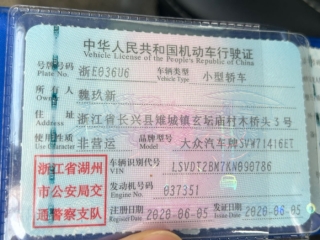 中华人民共和国机动车行驶证
Vehicle License of the People's Republic of China
号牌号码 浙E036U6 车辆类型 小型轿车
Plate No. Vehicle Type
所有人 魏玖新
Owner
住址 浙江省长兴县雉城镇玄坛庙村木桥头3号
Address
使用性质 非营运 品牌型号 大众汽车牌SVW71416ET
Use Character Model
浙江省湖州市公安局交通警察支队
车辆识别代号 LSVDT2BM7KN090786
VIN
发动机号码 037351
Engine No.
注册日期 2020-06-05 发证日期 2020-06-05
Register Date Issue Date